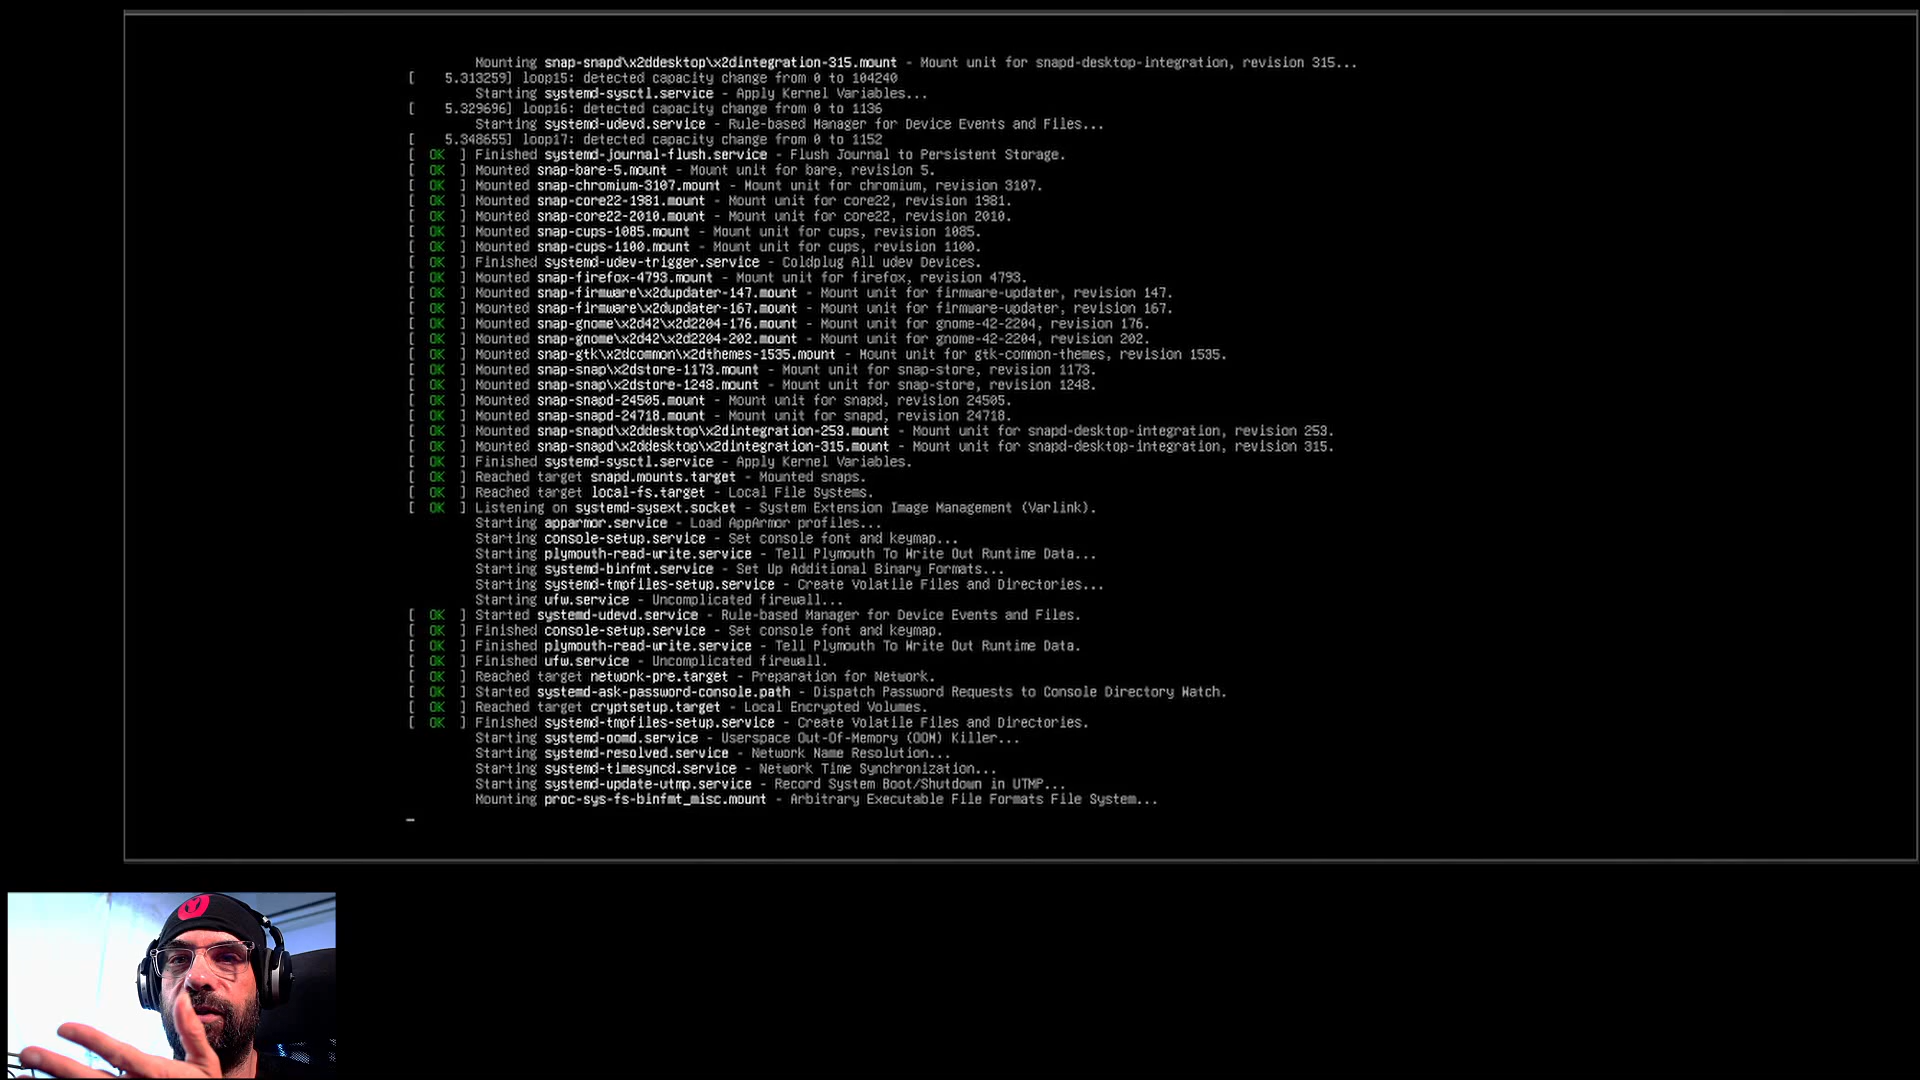 Mounting snap-snapd\x2ddesktop\x2dintegration-315.mount - Mount unit for snapd-desktop-integration, revision 315...
[    5.313259] loop15: detected capacity change from 0 to 104240
Starting systemd-sysctl.service - Apply Kernel Variables...
[    5.329696] loop16: detected capacity change from 0 to 1136
Starting systemd-udevd.service - Rule-based Manager for Device Events and Files...
[    5.348655] loop17: detected capacity change from 0 to 1152
[  OK  ] Finished systemd-journal-flush.service - Flush Journal to Persistent Storage.
[  OK  ] Mounted snap-bare-5.mount - Mount unit for bare, revision 5.
[  OK  ] Mounted snap-chromium-3107.mount - Mount unit for chromium, revision 3107.
[  OK  ] Mounted snap-core22-1981.mount - Mount unit for core22, revision 1981.
[  OK  ] Mounted snap-core22-2010.mount - Mount unit for core22, revision 2010.
[  OK  ] Mounted snap-cups-1085.mount - Mount unit for cups, revision 1085.
[  OK  ] Mounted snap-cups-1100.mount - Mount unit for cups, revision 1100.
[  OK  ] Finished systemd-udev-trigger.service - Coldplug All udev Devices.
[  OK  ] Mounted snap-firefox-4793.mount - Mount unit for firefox, revision 4793.
[  OK  ] Mounted snap-firmware\x2dupdater-147.mount - Mount unit for firmware-updater, revision 147.
[  OK  ] Mounted snap-firmware\x2dupdater-167.mount - Mount unit for firmware-updater, revision 167.
[  OK  ] Mounted snap-gnome\x2d42\x2d2204-176.mount - Mount unit for gnome-42-2204, revision 176.
[  OK  ] Mounted snap-gnome\x2d42\x2d2204-202.mount - Mount unit for gnome-42-2204, revision 202.
[  OK  ] Mounted snap-gtk\x2dcommon\x2dthemes-1535.mount - Mount unit for gtk-common-themes, revision 1535.
[  OK  ] Mounted snap-snap\x2dstore-1173.mount - Mount unit for snap-store, revision 1173.
[  OK  ] Mounted snap-snap\x2dstore-1248.mount - Mount unit for snap-store, revision 1248.
[  OK  ] Mounted snap-snapd-24505.mount - Mount unit for snapd, revision 24505.
[  OK  ] Mounted snap-snapd-24718.mount - Mount unit for snapd, revision 24718.
[  OK  ] Mounted snap-snapd\x2ddesktop\x2dintegration-253.mount - Mount unit for snapd-desktop-integration, revision 253.
[  OK  ] Mounted snap-snapd\x2ddesktop\x2dintegration-315.mount - Mount unit for snapd-desktop-integration, revision 315.
[  OK  ] Finished systemd-sysctl.service - Apply Kernel Variables.
[  OK  ] Reached target snapd.mounts.target - Mounted snaps.
[  OK  ] Reached target local-fs.target - Local File Systems.
[  OK  ] Listening on systemd-sysext.socket - System Extension Image Management (Varlink).
Starting apparmor.service - Load AppArmor profiles...
Starting console-setup.service - Set console font and keymap...
Starting plymouth-read-write.service - Tell Plymouth To Write Out Runtime Data...
Starting systemd-binfmt.service - Set Up Additional Binary Formats...
Starting systemd-tmpfiles-setup.service - Create Volatile Files and Directories...
Starting ufw.service - Uncomplicated firewall...
[  OK  ] Started systemd-udevd.service - Rule-based Manager for Device Events and Files.
[  OK  ] Finished console-setup.service - Set console font and keymap.
[  OK  ] Finished plymouth-read-write.service - Tell Plymouth To Write Out Runtime Data.
[  OK  ] Finished ufw.service - Uncomplicated firewall.
[  OK  ] Reached target network-pre.target - Preparation for Network.
[  OK  ] Started systemd-ask-password-console.path - Dispatch Password Requests to Console Directory Watch.
[  OK  ] Reached target cryptsetup.target - Local Encrypted Volumes.
[  OK  ] Finished systemd-tmpfiles-setup.service - Create Volatile Files and Directories.
Starting systemd-oomd.service - Userspace Out-Of-Memory (OOM) Killer...
Starting systemd-resolved.service - Network Name Resolution...
Starting systemd-timesyncd.service - Network Time Synchronization...
Starting systemd-update-utmp.service - Record System Boot/Shutdown in UTMP...
Mounting proc-sys-fs-binfmt_misc.mount - Arbitrary Executable File Formats File System...